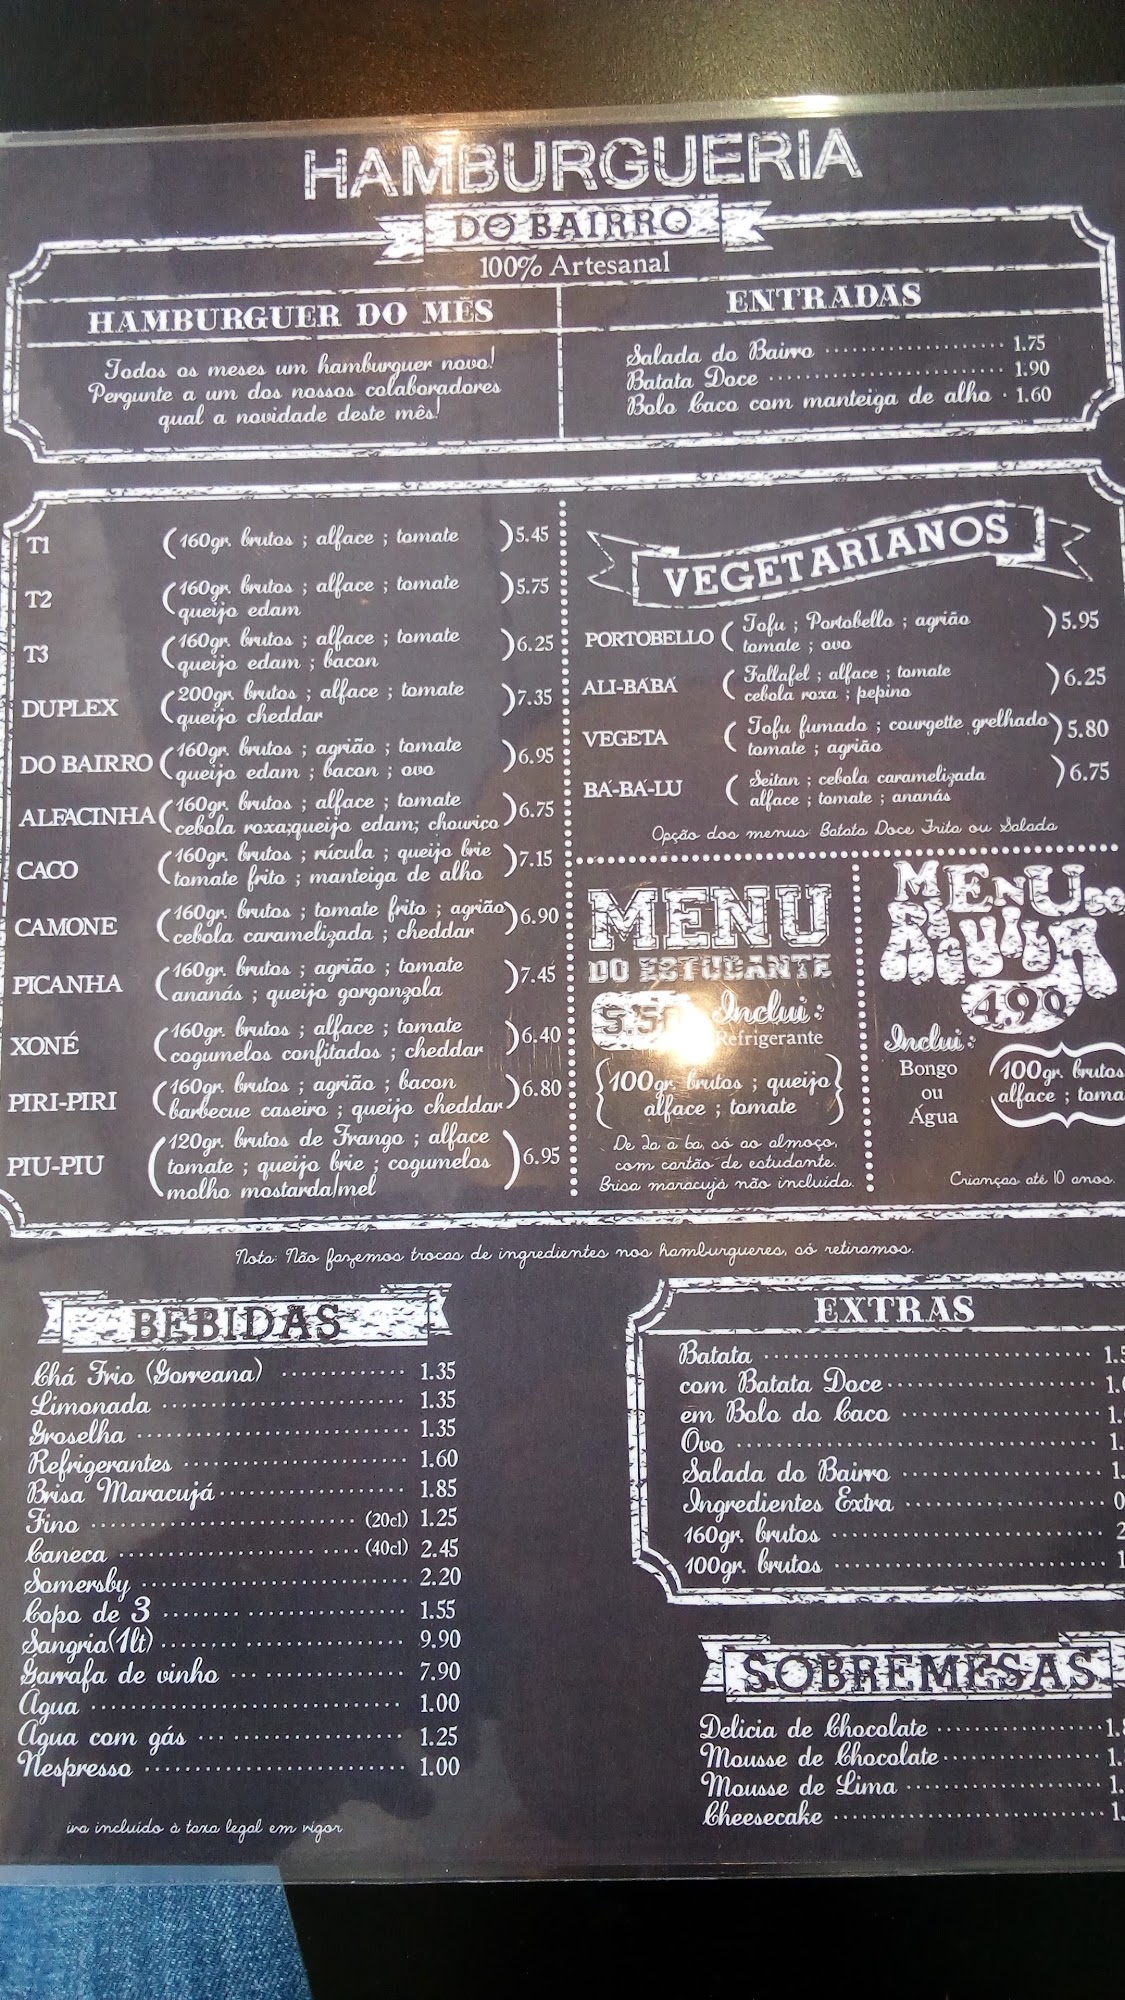 HAMBURGUERIA
DO BAIRRO
100% Artesanal
HAMBURGUER DO MÊS
Todos os meses um hamburguer novo!
Pergunte a um dos nossos colaboradores
qual a novidade deste mês!
ENTRADAS
Salada do Bairro 1.75
Batata Doce 1.90
Bolo Caco com manteiga de alho 1.60
T1 (160gr. brutos ; alface ; tomate) 5.45
T2 (160gr. brutos ; alface ; tomate
queijo edam) 5.75
T3 (160gr. brutos ; alface ; tomate
queijo edam ; bacon) 6.25
DUPLEX (200gr. brutos ; alface ; tomate
queijo cheddar) 7.35
DO BAIRRO (160gr. brutos ; agrião ; tomate
queijo edam ; bacon ; ovo) 6.95
ALFACINHA (160gr. brutos ; alface ; tomate
cebola roxa;queijo edam; chouriço) 6.75
CACO (160gr. brutos ; rúcula ; queijo brie
tomate frito ; manteiga de alho) 7.15
CAMONE (160gr. brutos ; tomate frito ; agrião
cebola caramelizada ; cheddar) 6.90
PICANHA (160gr. brutos ; agrião ; tomate
ananás ; queijo gorgonzola) 7.45
XONÉ (160gr. brutos ; alface ; tomate
cogumelos confitados ; cheddar) 6.40
PIRI-PIRI (160gr. brutos ; agrião ; bacon
barbecue caseiro ; queijo cheddar) 6.80
PIU-PIU (120gr. brutos de Frango ; alface
tomate ; queijo brie ; cogumelos
molho mostarda/mel) 6.95
VEGETARIANOS
PORTOBELLO (Tofu ; Portobello ; agrião
tomate ; ovo) 5.95
ALI-BÁBÁ (Fallafel ; alface ; tomate
cebola roxa ; pepino) 6.25
VEGETA (Tofu fumado ; courgette grelhado
tomate ; agrião) 5.80
BÁ-BÁ-LU (Seitan ; cebola caramelizada
alface ; tomate ; ananás) 6.75
Opção dos menus: Batata Doce Frita ou Salada
MENU
DO ESTUDANTE
5.50 Inclui:
Refrigerante
{100gr. brutos ; queijo
alface ; tomate}
De 2a a 6a, só ao almoço,
com cartão de estudante.
Brisa maracujá não incluida.
MENU
4.90
Inclui:
Bongo
ou
Água
100gr. brutos
alface ;
Crianças até 10 anos.
Nota: Não fazemos trocas de ingredientes nos hamburgueres, só retiramos.
BEBIDAS
Chá Frio (Gorreana) 1.35
Limonada 1.35
Groselha 1.35
Refrigerantes 1.60
Brisa Maracujá 1.85
Fino (20cl) 1.25
Caneca (40cl) 2.45
Somersby 2.20
Copo de 3 1.55
Sangria(1lt) 9.90
Garrafa de vinho 7.90
Água 1.00
Água com gás 1.25
Nespresso 1.00
iva incluído à taxa legal em vigor
EXTRAS
Batata
com Batata Doce
em Bolo do Caco
Ovo
Salada do Bairro
Ingredientes Extra
160gr. brutos
100gr. brutos
SOBREMESAS
Delicia de Chocolate
Mousse de Chocolate
Mousse de Lima
Cheesecake